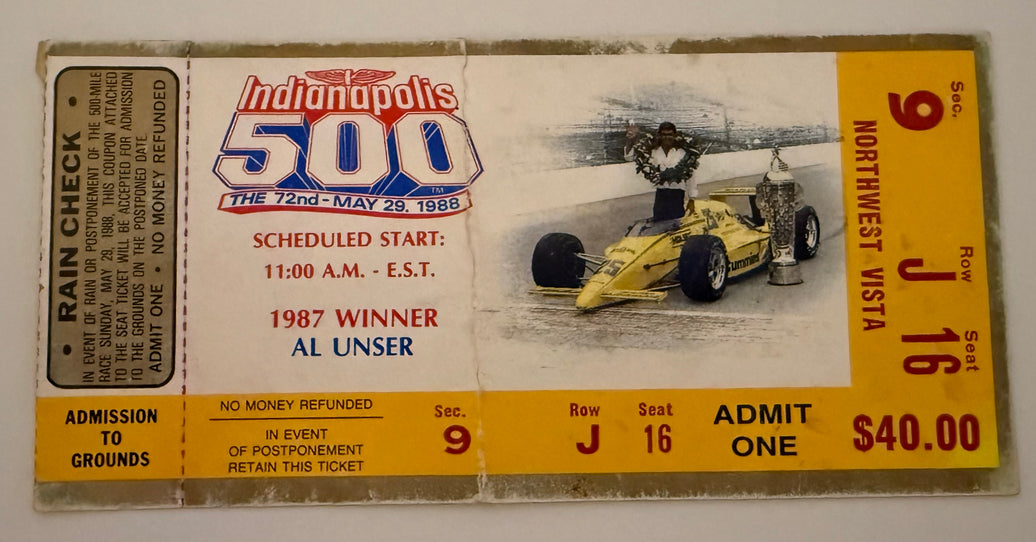 RAIN CHECK
IN EVENT OF RAIN OR POSTPONEMENT OF THE 500-MILE
RACE SUNDAY, MAY 29, 1988, THIS COUPON ATTACHED
TO THE SEAT TICKET WILL BE ACCEPTED FOR ADMISSION
TO THE GROUNDS ON THE POSTPONED DATE.
ADMIT ONE • NO MONEY REFUNDED
ADMISSION
TO
GROUNDS
Indianapolis
500
TM
THE 72nd - MAY 29, 1988
SCHEDULED START:
11:00 A.M. - E.S.T.
1987 WINNER
AL UNSER
NO MONEY REFUNDED
IN EVENT
OF POSTPONEMENT
RETAIN THIS TICKET
Sec.
9
Row
J
Seat
16
ADMIT
ONE
$40.00
Sec.
9
NORTHWEST VISTA
Row
J
Seat
16
Cummins